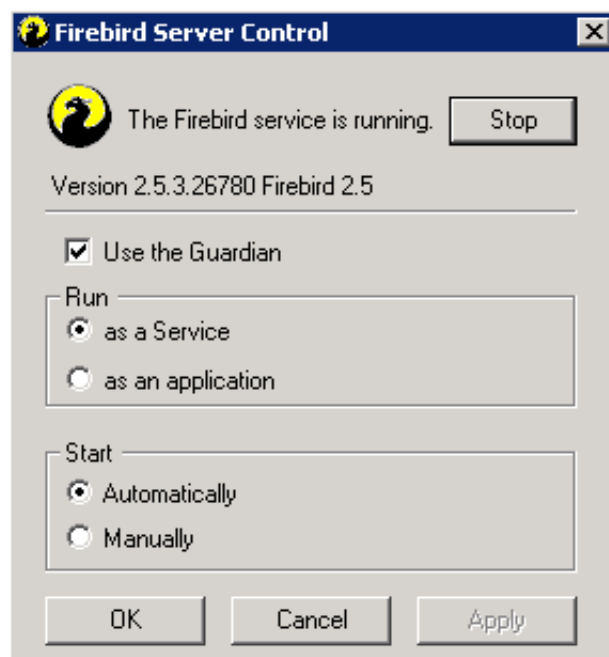 Firebird Server Control
The Firebird service is running. Stop
Version 2.5.3.26780 Firebird 2.5
Use the Guardian
Run
as a Service
as an application
Start
Automatically
Manually
OK Cancel Apply